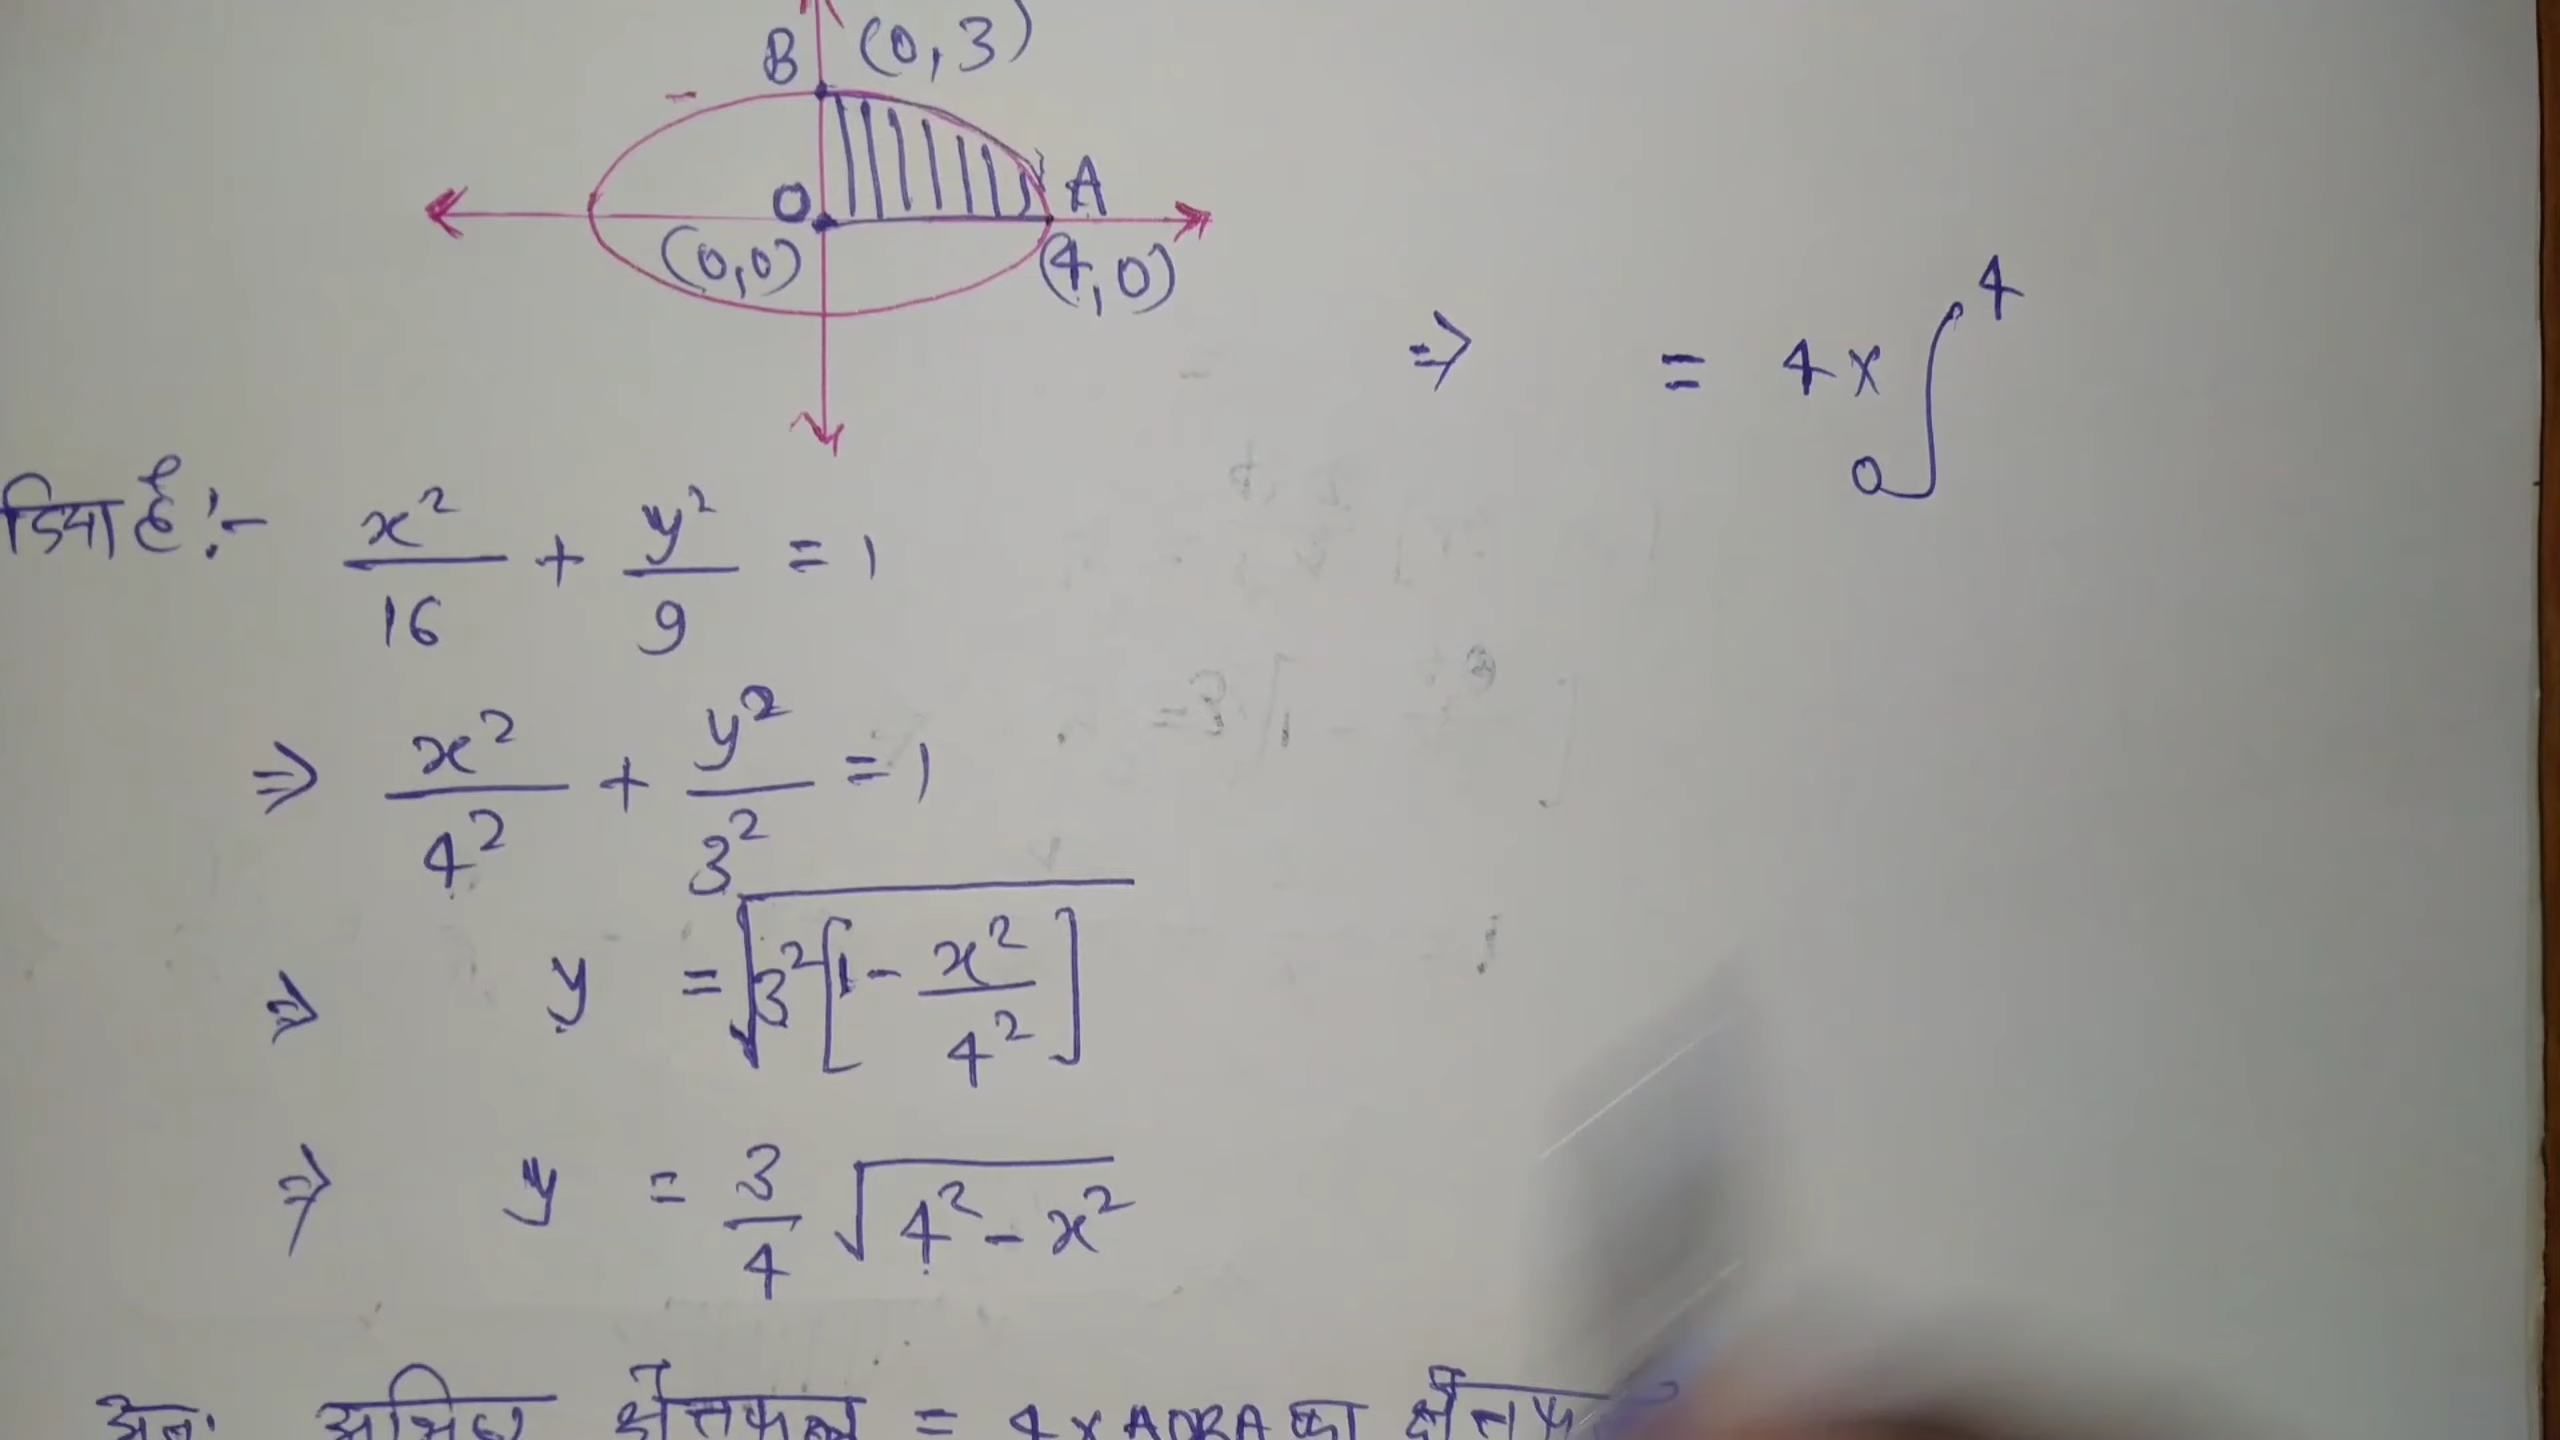 B (0,3)
O A
(0,0) (4,0)
दिया है :- x²/16 + y²/9 = 1
⇒ x²/4² + y²/3² = 1
⇒ y = √(3²[1 - x²/4²])
⇒ y = 3/4 √(4² - x²)
अतः अभिष्ट क्षेत्रफल = 4 × AOBA का
⇒ = 4 × ∫₀⁴